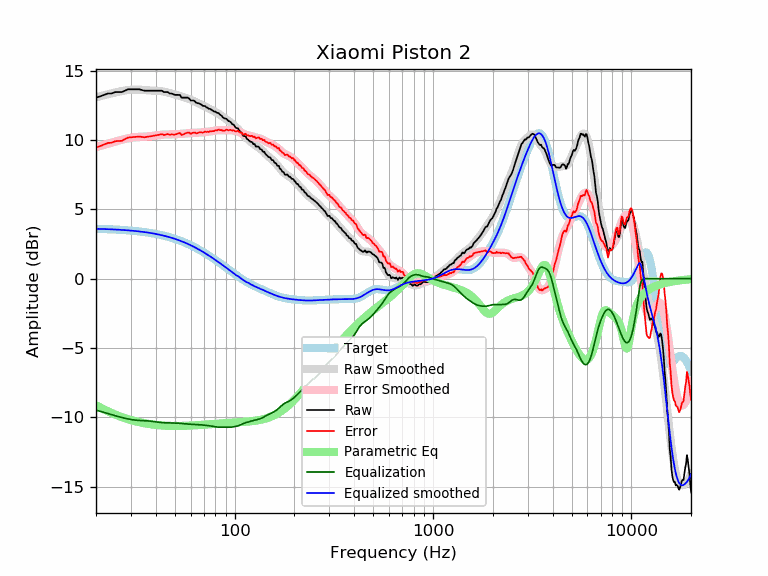 Xiaomi Piston 2
15
10
5
0
−5
−10
−15
Amplitude (dBr)
Target
Raw Smoothed
Error Smoothed
Raw
Error
Parametric Eq
Equalization
Equalized smoothed
100
1000
10000
Frequency (Hz)